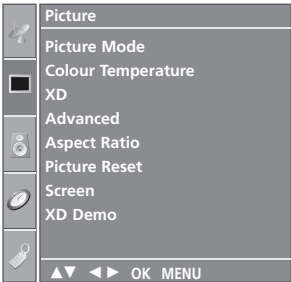 Picture
Picture Mode
Colour Temperature
XD
Advanced
Aspect Ratio
Picture Reset
Screen
XD Demo
▲▼ ◄► OK MENU